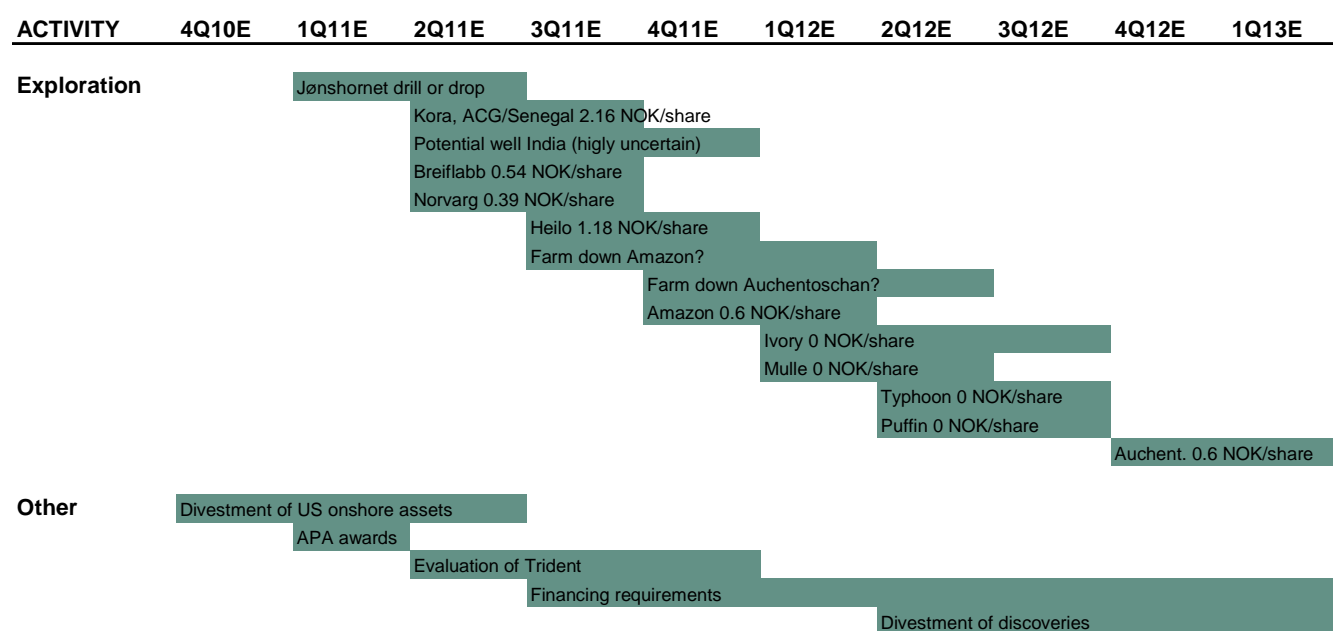 ACTIVITY 4Q10E 1Q11E 2Q11E 3Q11E 4Q11E 1Q12E 2Q12E 3Q12E 4Q12E 1Q13E
Exploration Jønshornet drill or drop
Kora, ACG/Senegal 2.16 NOK/share
Potential well India (higly uncertain)
Breiflabb 0.54 NOK/share
Norvarg 0.39 NOK/share
Heilo 1.18 NOK/share
Farm down Amazon?
Farm down Auchentoschan?
Amazon 0.6 NOK/share
Ivory 0 NOK/share
Mulle 0 NOK/share
Typhoon 0 NOK/share
Puffin 0 NOK/share
Auchent. 0.6 NOK/share
Other Divestment of US onshore assets
APA awards
Evaluation of Trident
Financing requirements
Divestment of discoveries